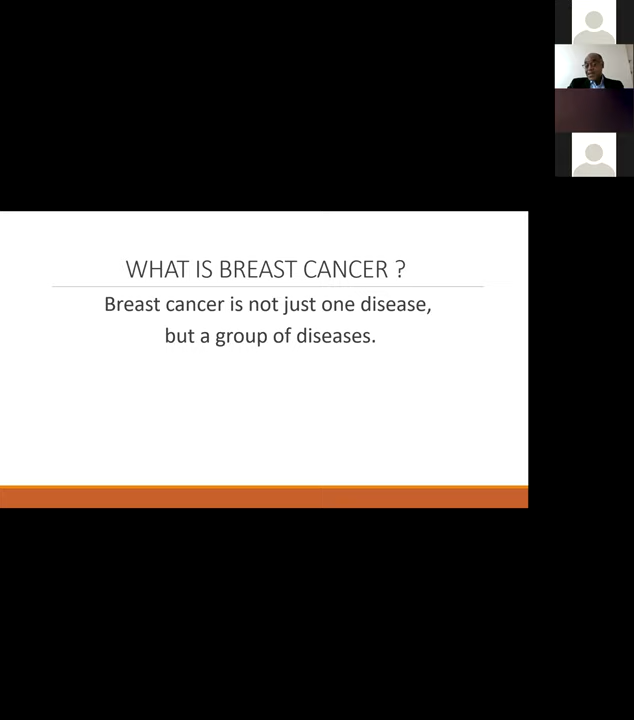 WHAT IS BREAST CANCER ?
Breast cancer is not just one disease,
but a group of diseases.